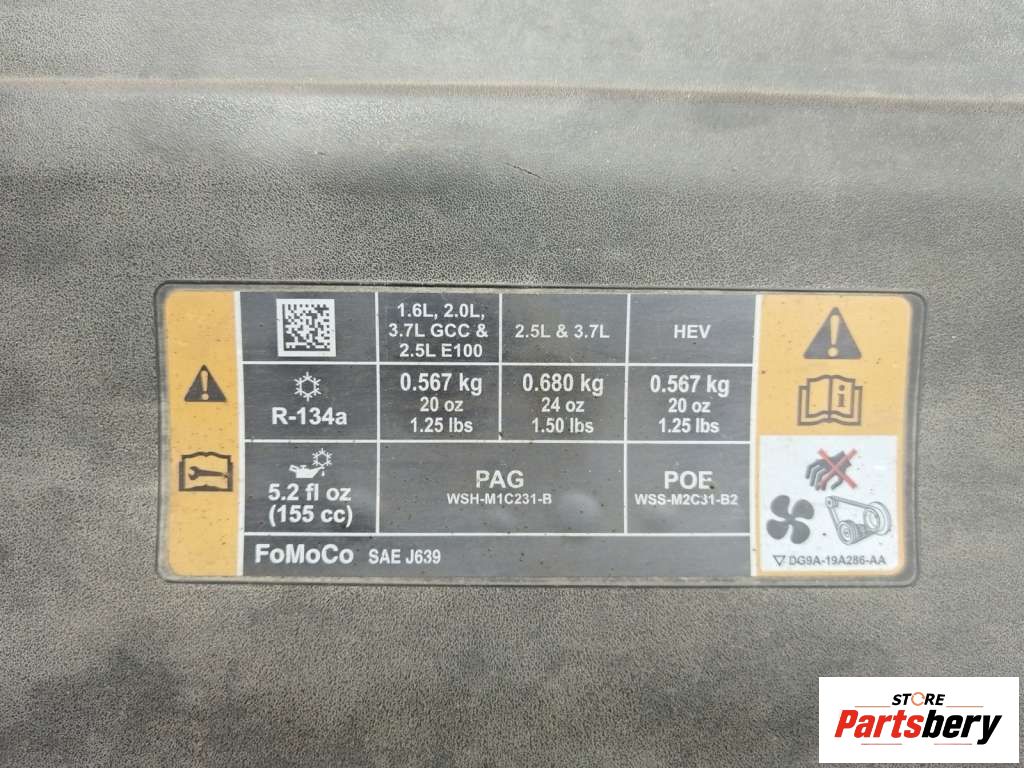 1.6L, 2.0L,
3.7L GCC &
2.5L E100
2.5L & 3.7L
HEV
R-134a
0.567 kg
20 oz
1.25 lbs
0.680 kg
24 oz
1.50 lbs
0.567 kg
20 oz
1.25 lbs
5.2 fl oz
(155 cc)
PAG
WSH-M1C231-B
POE
WSS-M2C31-B2
FoMoCo SAE J639
DG9A-19A286-AA
STORE
Partsbery